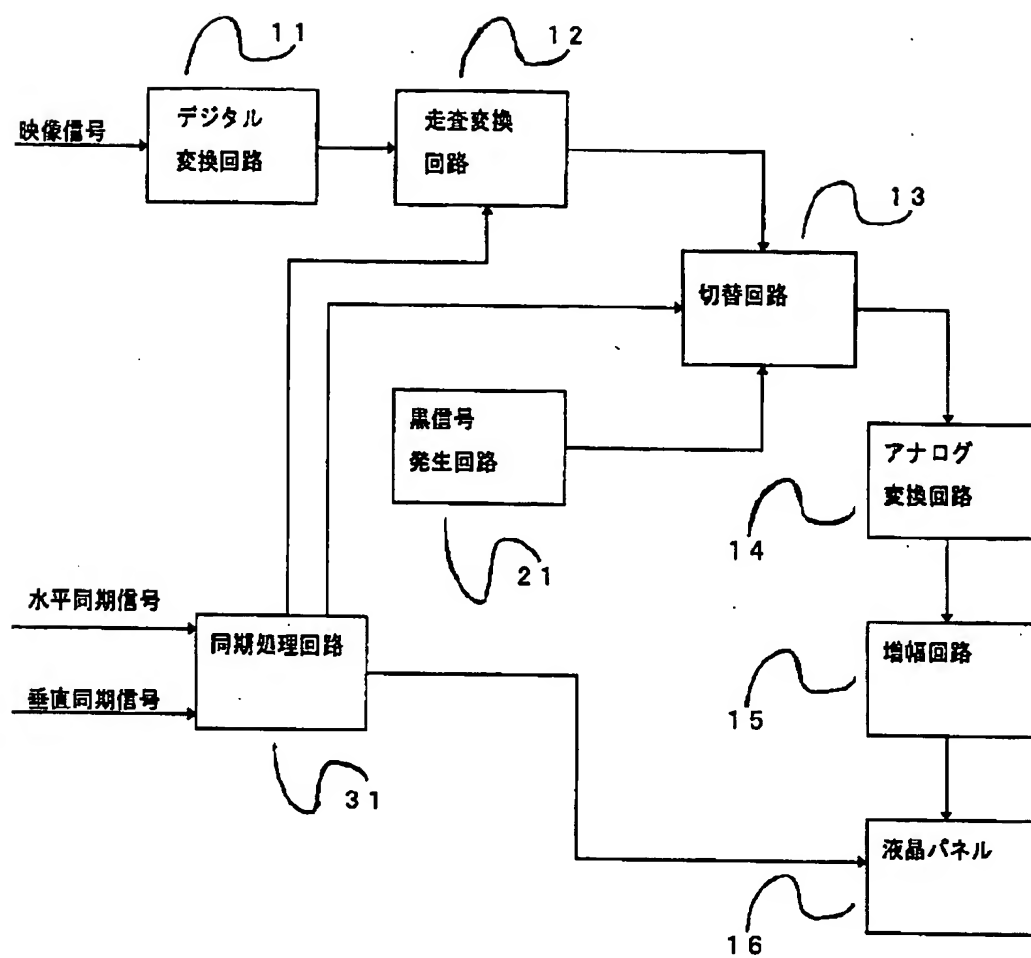 11
12
映像信号
デジタル
変換回路
走査変換
回路
13
切替回路
黒信号
発生回路
21
アナログ
変換回路
14
水平同期信号
垂直同期信号
同期処理回路
31
増幅回路
15
液晶パネル
16